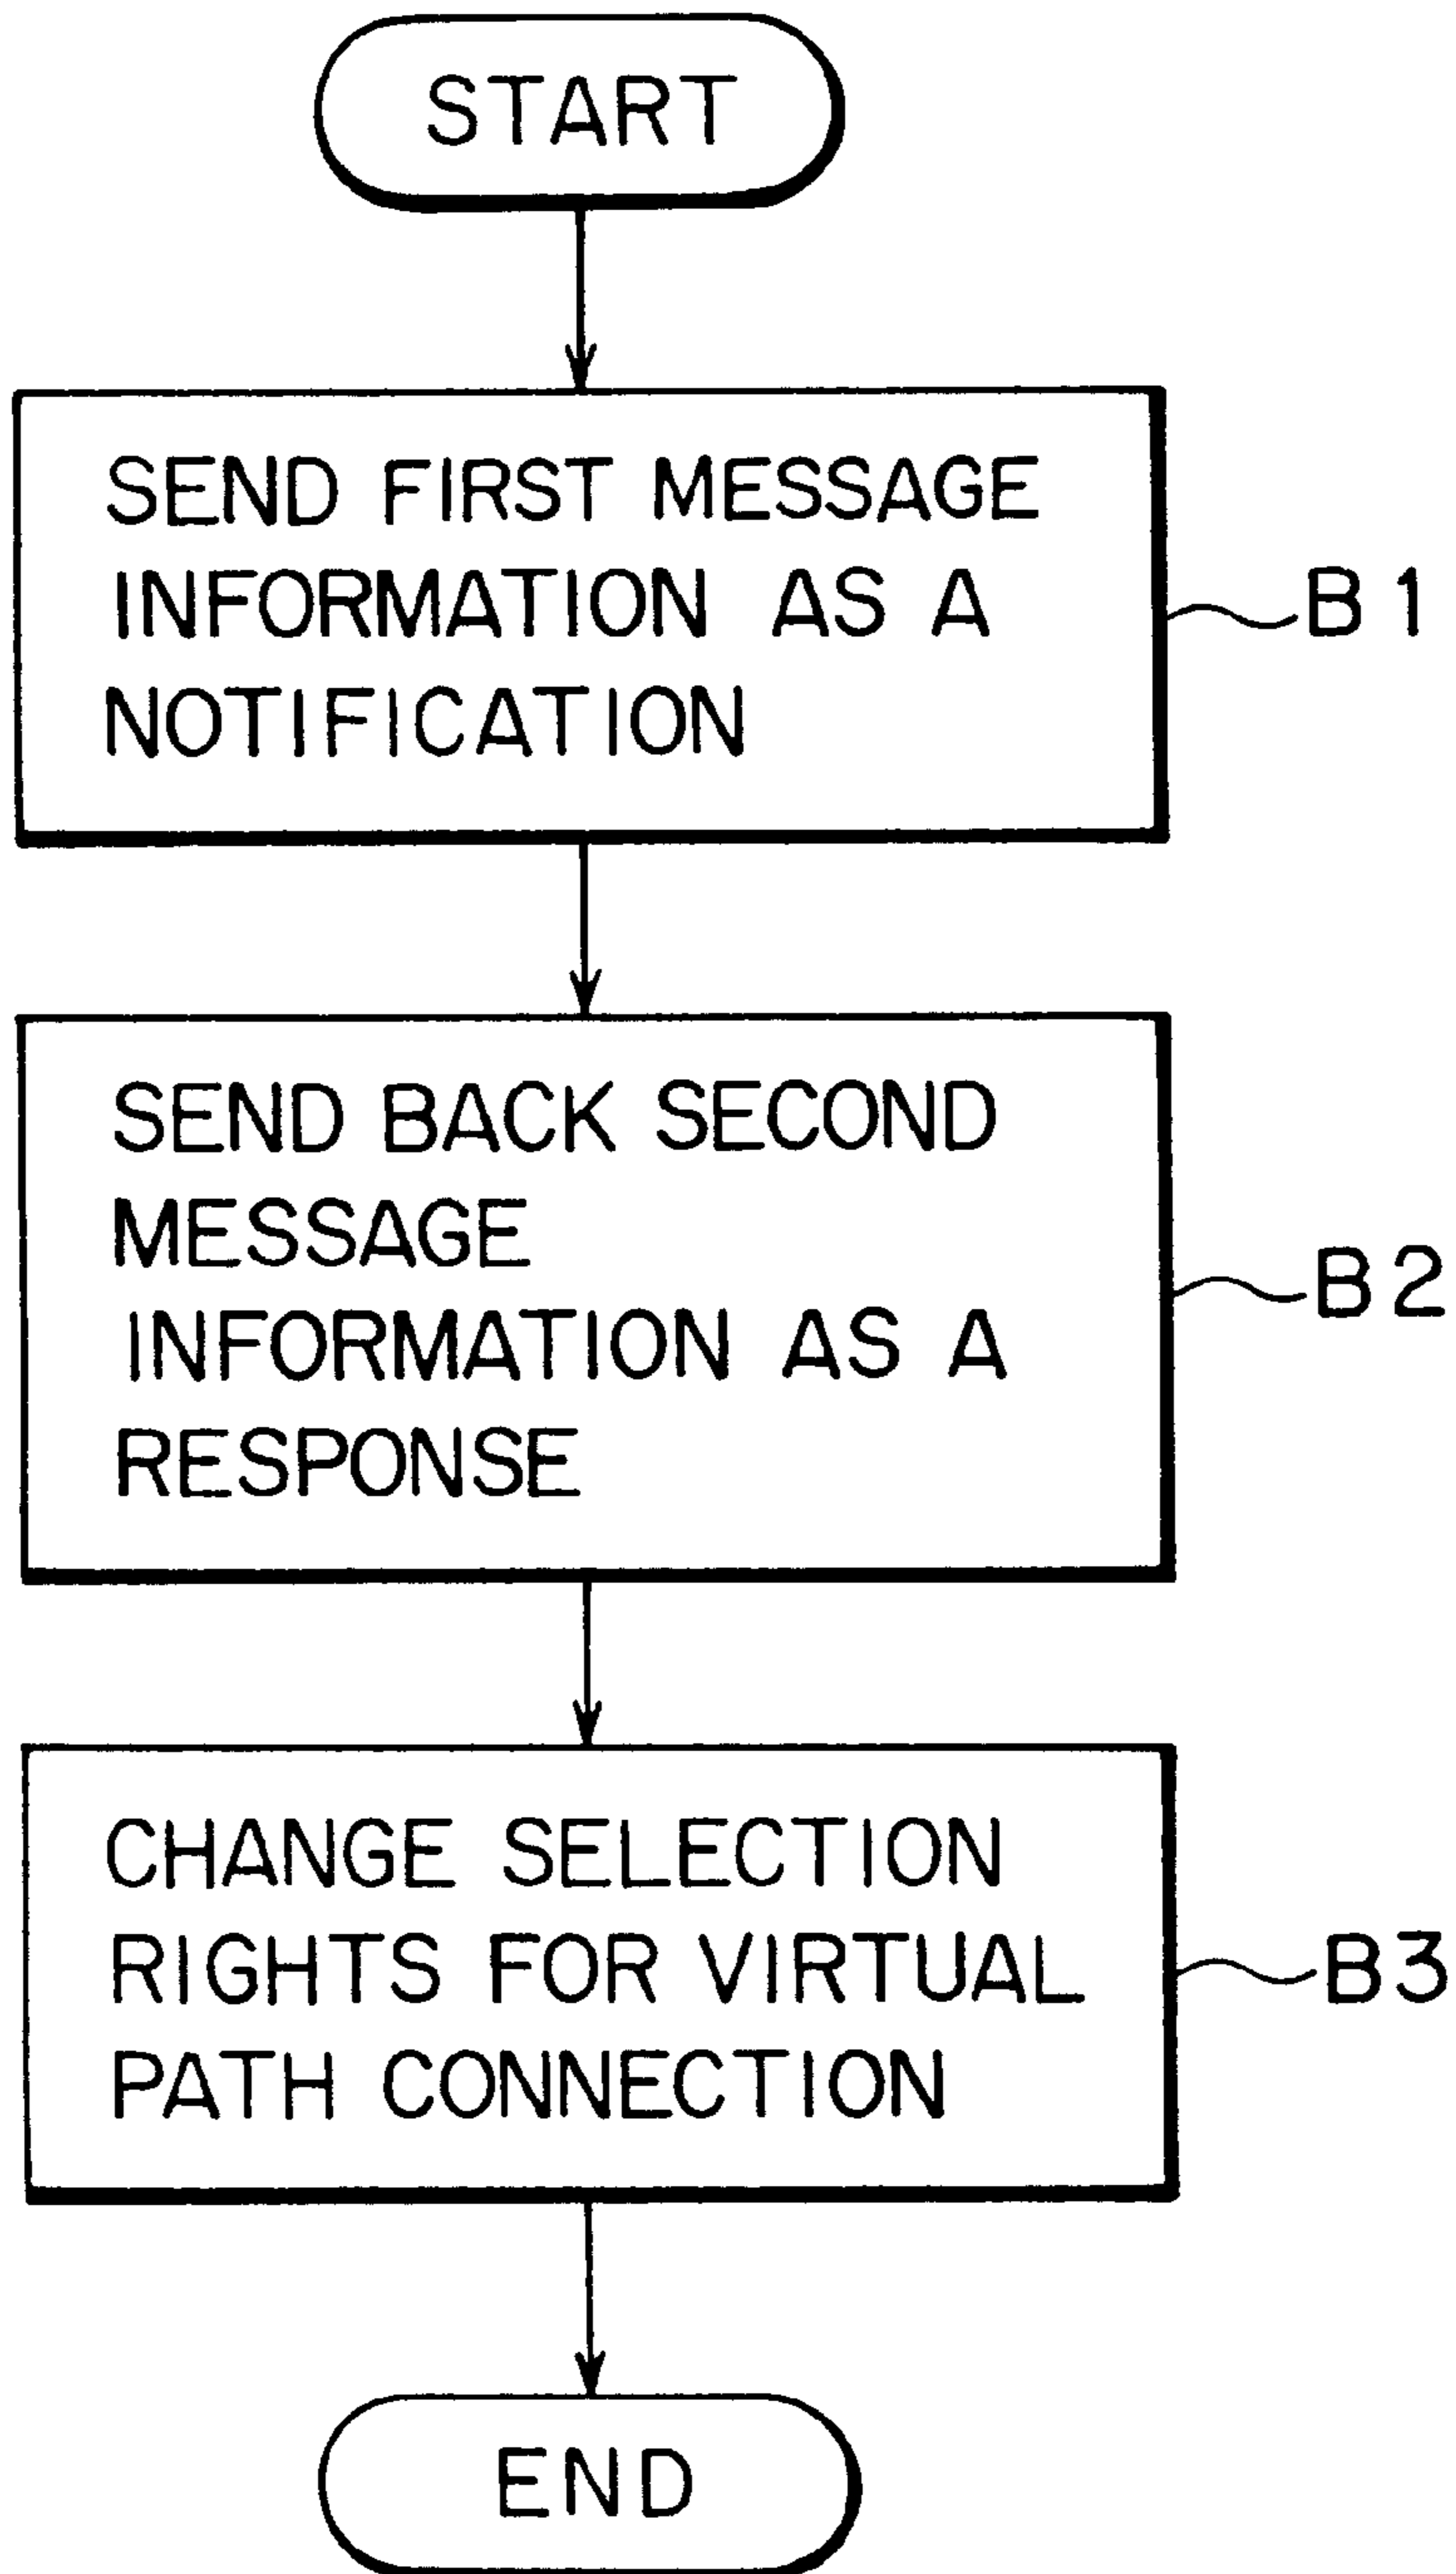 START
SEND FIRST MESSAGE
INFORMATION AS A
NOTIFICATION
B1
SEND BACK SECOND
MESSAGE
INFORMATION AS A
RESPONSE
B2
CHANGE SELECTION
RIGHTS FOR VIRTUAL
PATH CONNECTION
B3
END